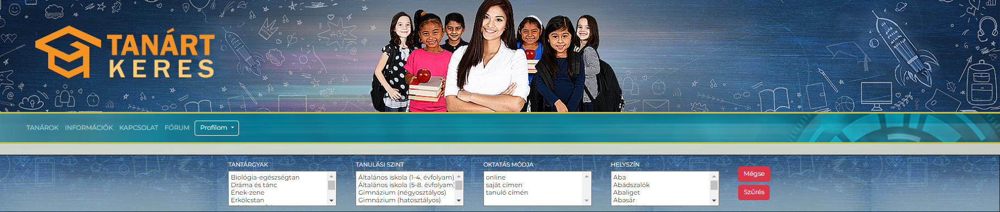 TANÁRT
KERES
ABC
TANÁROK INFORMÁCIÓK KAPCSOLAT FÓRUM Profilom
TANTÁRGYAK
Biológia-egészségtan
Dráma és tánc
Ének-zene
Erkölcstan
TANULÁSI SZINT
Általános iskola (1-4. évfolyam)
Általános iskola (5-8. évfolyam)
Gimnázium (négyosztályos)
Gimnázium (hatosztályos)
OKTATÁS MÓDJA
online
saját címen
tanuló címén
HELYSZÍN
Aba
Abádszalók
Abaliget
Abasár
Mégse
Szűrés